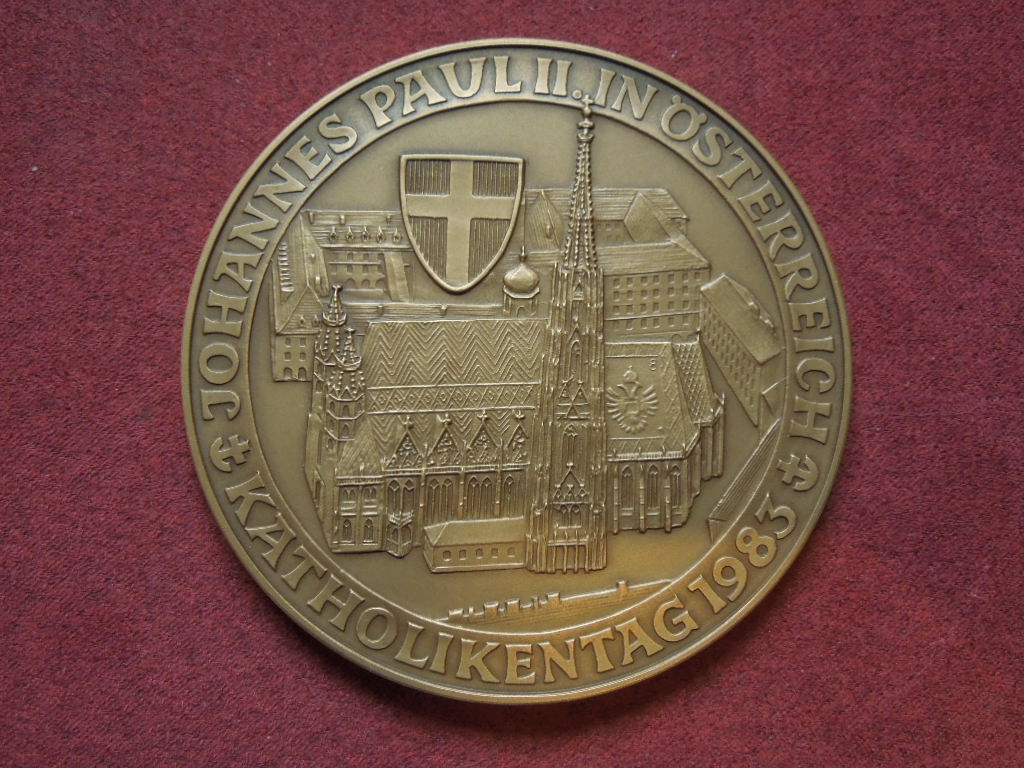 JOHANNES PAUL II. IN ÖSTERREICH
KATHOLIKENTAG 1983